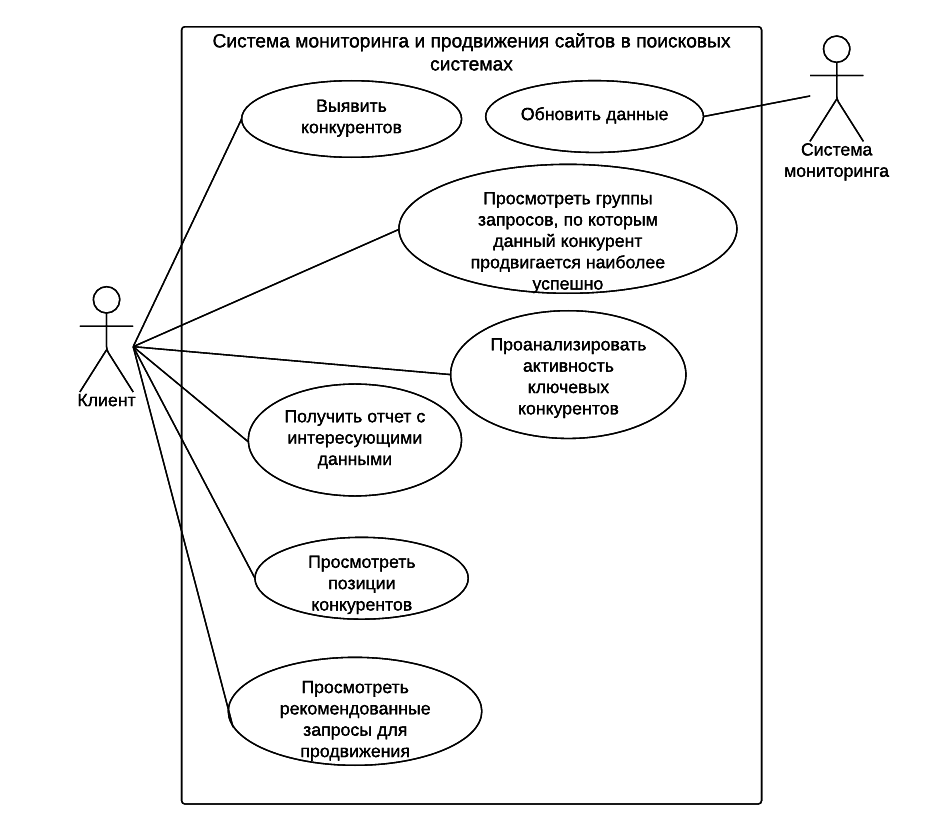 Система мониторинга и продвижения сайтов в поисковых
системах
Выявить
конкурентов
Обновить данные
Система
мониторинга
Просмотреть группы
запросов, по которым
данный конкурент
продвигается наиболее
успешно
Клиент
Проанализировать
активность
ключевых
конкурентов
Получить отчет с
интересующими
данными
Просмотреть
позиции
конкурентов
Просмотреть
рекомендованные
запросы для
продвижения